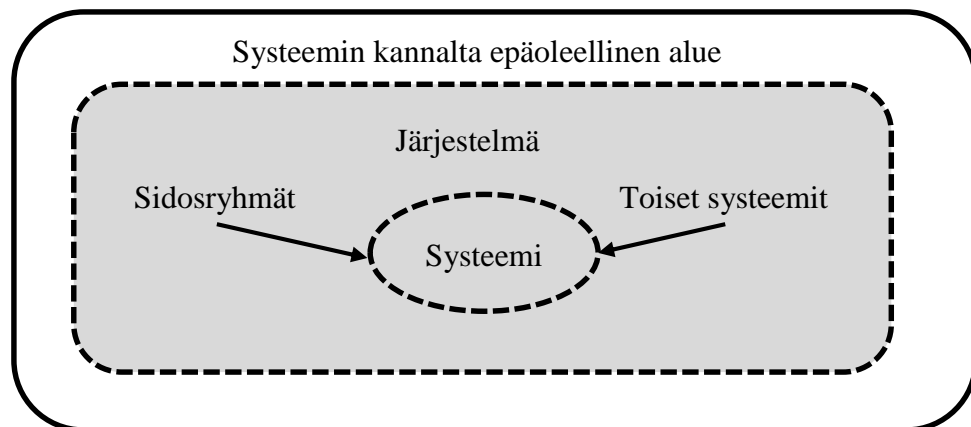 Systeemin kannalta epäoleellinen alue
Järjestelmä
Sidosryhmät
Toiset systeemit
Systeemi